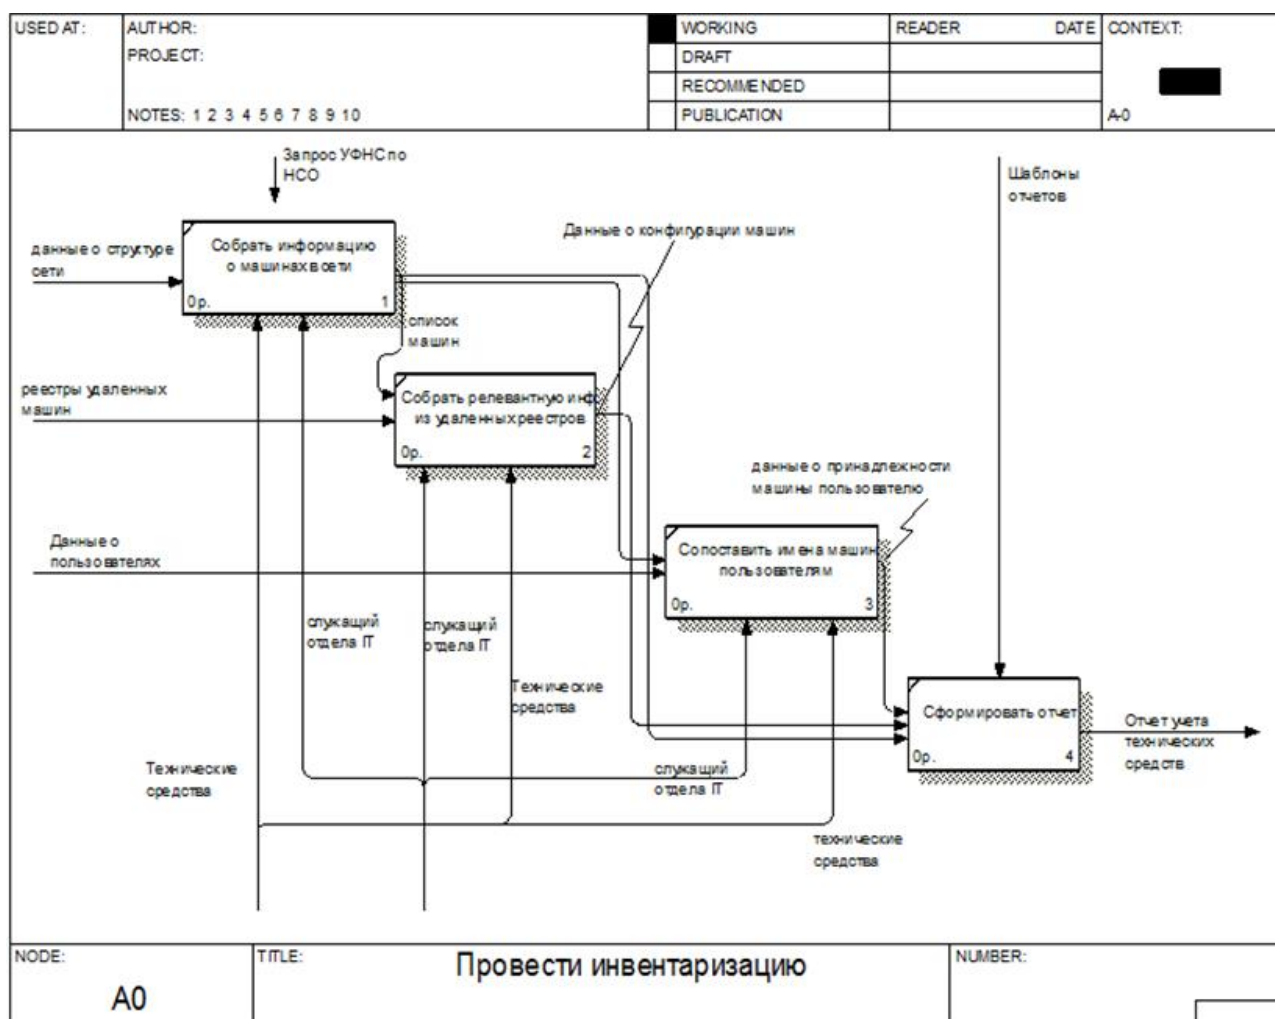 USED AT:
AUTHOR:
PROJECT:
NOTES: 1 2 3 4 5 6 7 8 9 10
WORKING
DRAFT
RECOMMENDED
PUBLICATION
READER
DATE
CONTEXT:
A-0
Запрос УФНС по
НСО
Шаблоны
отчетов
данные о структуре
сети
Собрать информацию
о машинах в сети
0р.
1
Данные о конфигурации машин
список
машин
реестры удаленных
машин
Собрать релевантную инфо
из удаленных реестров
0р.
2
данные о принадлежности
машины пользователю
Данные о
пользователях
Сопоставить имена машин
пользователям
0р.
3
служащий
отдела IT
служащий
отдела IT
Технические
средства
Сформировать отчет
0р.
4
Отчет учета
технических
средств
Технические
средства
служащий
отдела IT
технические
средства
NODE:
A0
TITLE:
Провести инвентаризацию
NUMBER: